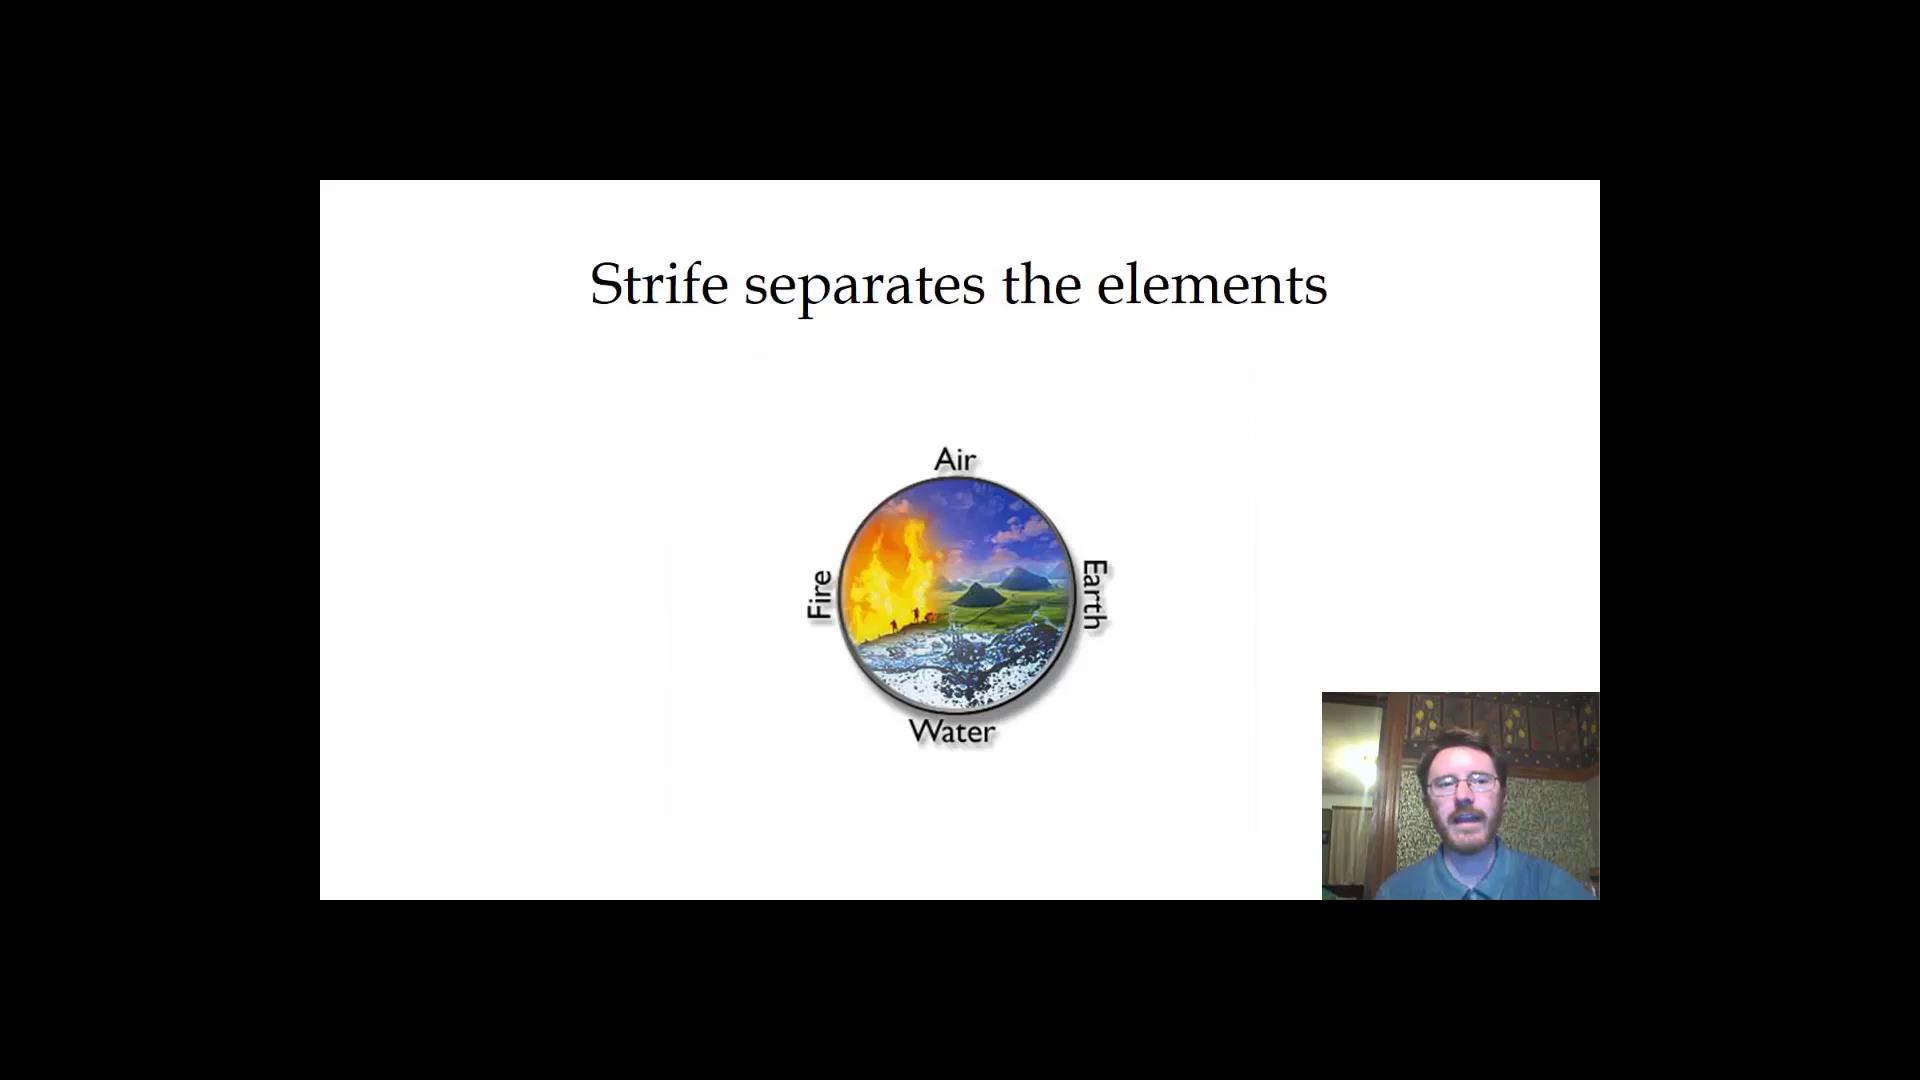 Strife separates the elements
Air
Fire
Earth
Water